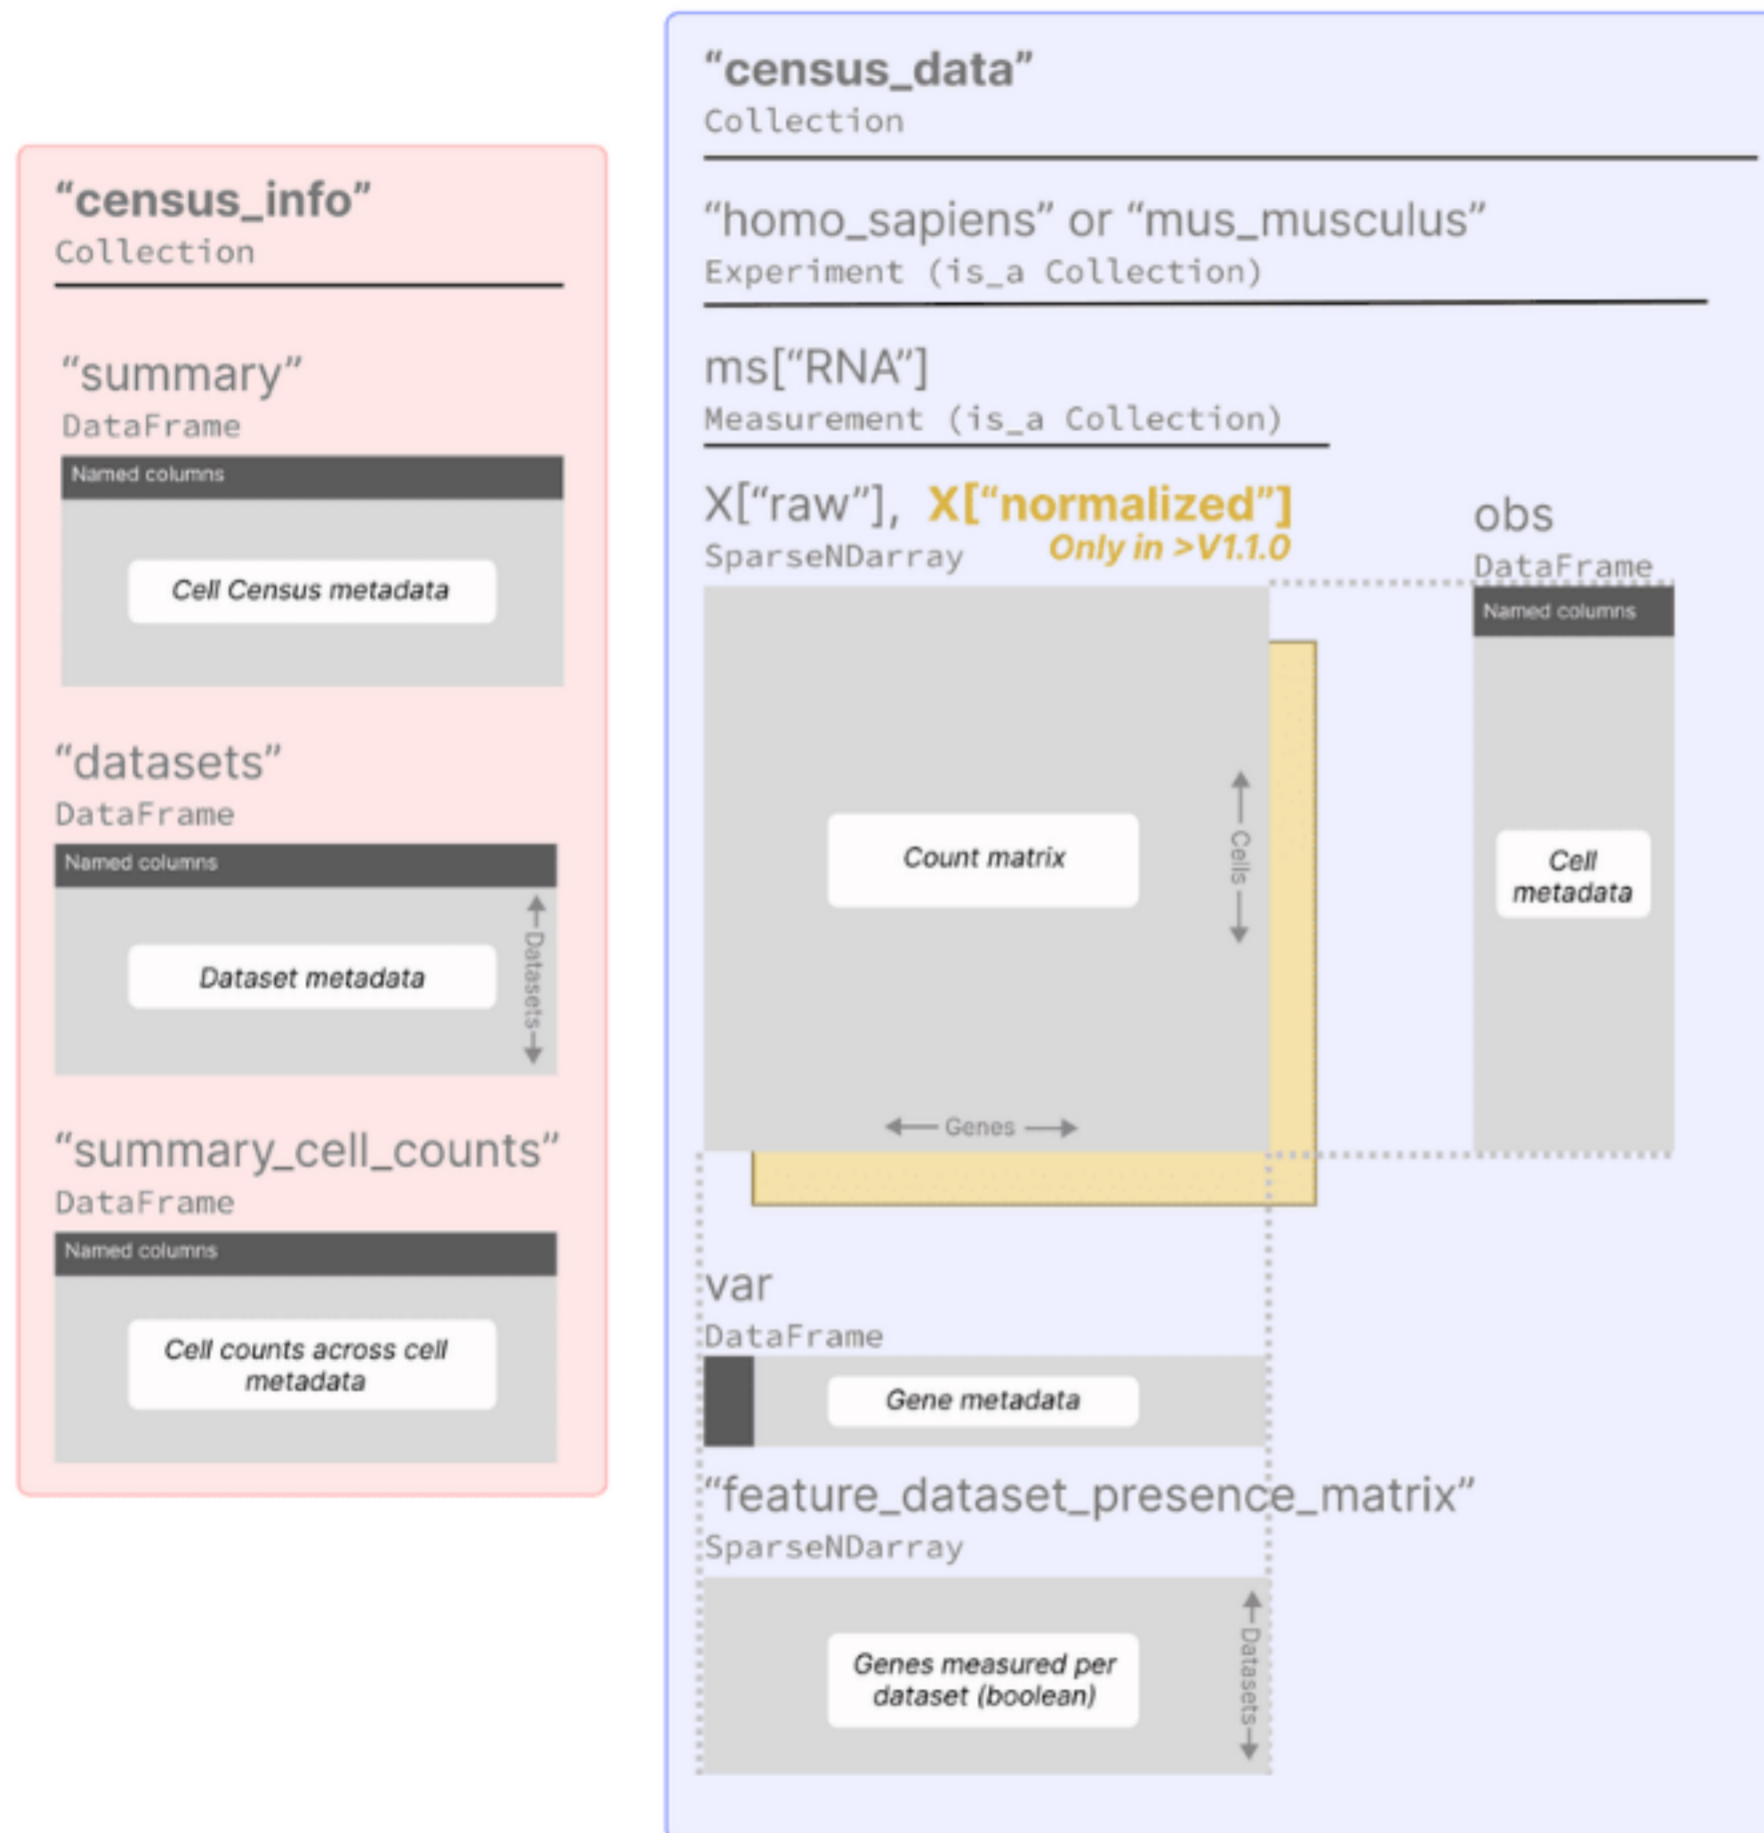 “census_info”
Collection
“summary”
DataFrame
Named columns
Cell Census metadata
“datasets”
DataFrame
Named columns
Dataset metadata
Datasets
“summary_cell_counts”
DataFrame
Named columns
Cell counts across cell
metadata
“census_data”
Collection
“homo_sapiens” or “mus_musculus”
Experiment (is_a Collection)
ms[“RNA”]
Measurement (is_a Collection)
X[“raw”], X[“normalized”]
SparseNDarray
Only in >V1.1.0
Count matrix
Cells
Genes
obs
DataFrame
Named columns
Cell
metadata
var
DataFrame
Gene metadata
“feature_dataset_presence_matrix”
SparseNDarray
Genes measured per
dataset (boolean)
Datasets